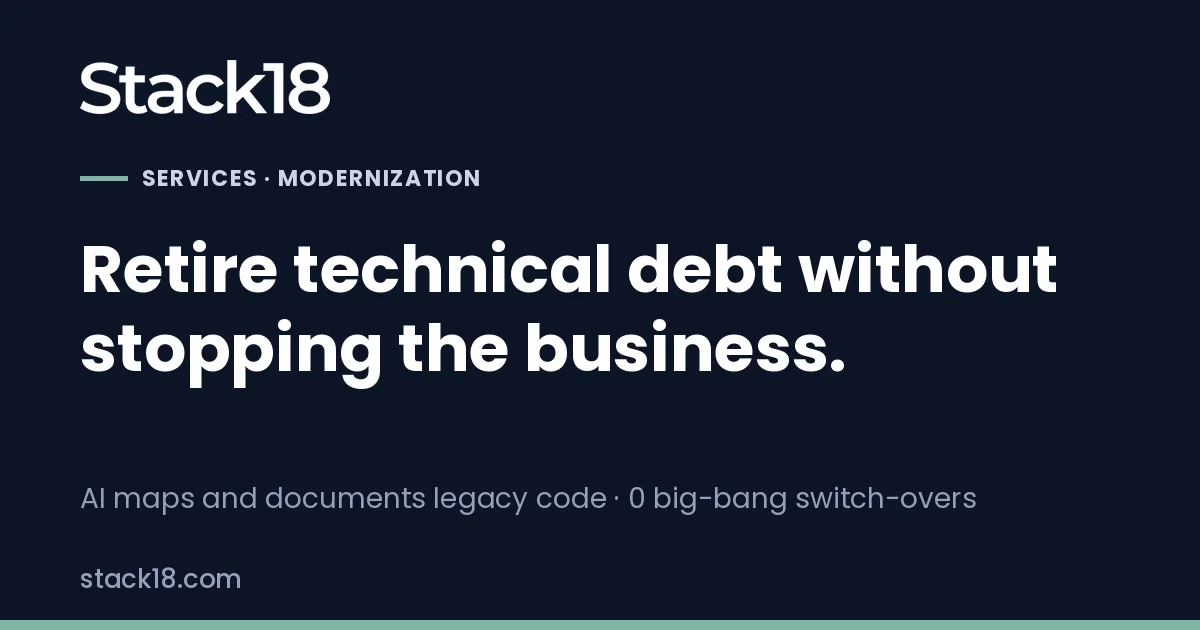 Stack18
SERVICES · MODERNIZATION
Retire technical debt without
stopping the business.
AI maps and documents legacy code · 0 big-bang switch-overs
stack18.com